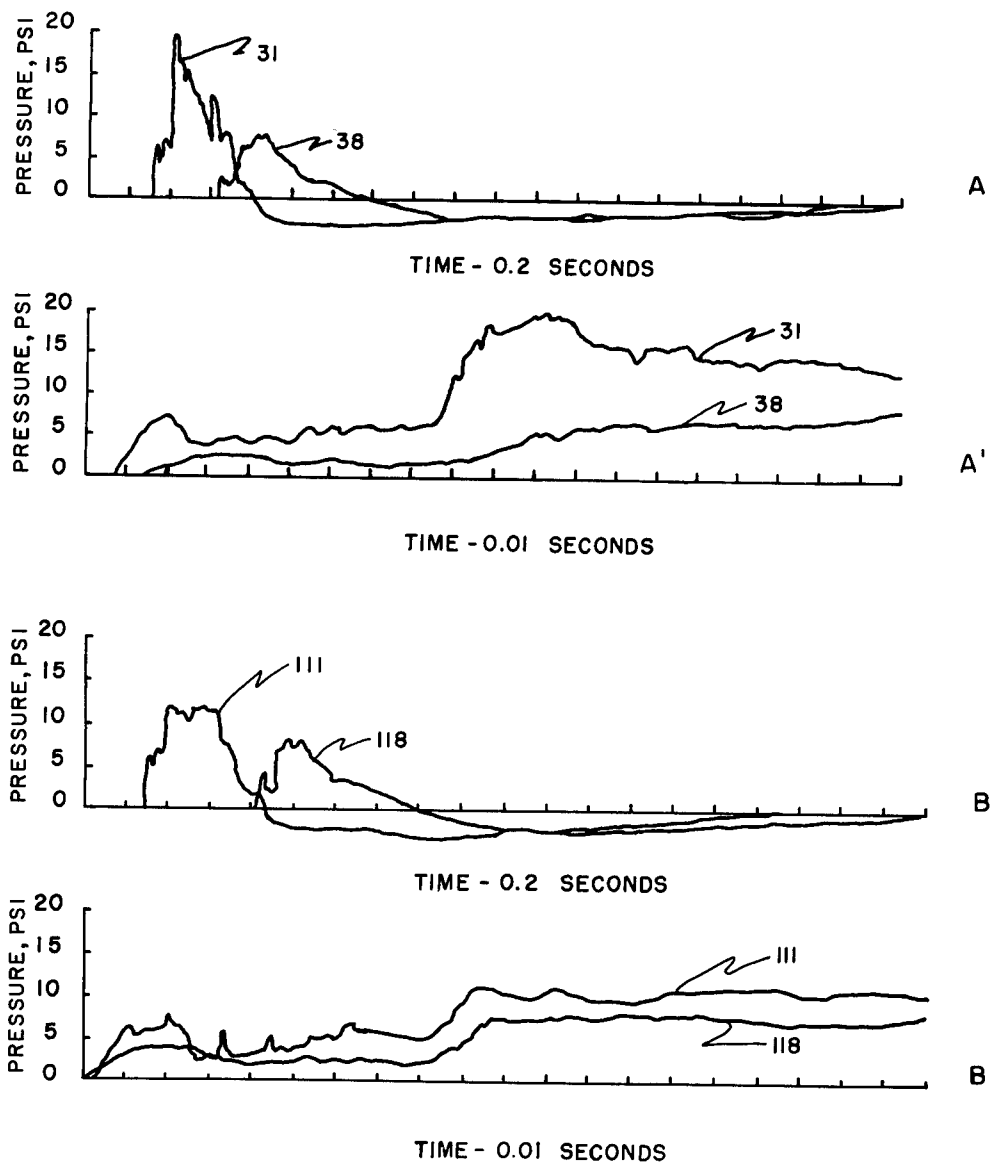 PRESSURE, PSI
20
15
10
5
0
31
38
A
TIME - 0.2 SECONDS
PRESSURE, PSI
20
15
10
5
0
31
38
A'
TIME - 0.01 SECONDS
PRESSURE, PSI
20
15
10
5
0
111
118
B
TIME - 0.2 SECONDS
PRESSURE, PSI
20
15
10
5
0
111
118
B
TIME - 0.01 SECONDS